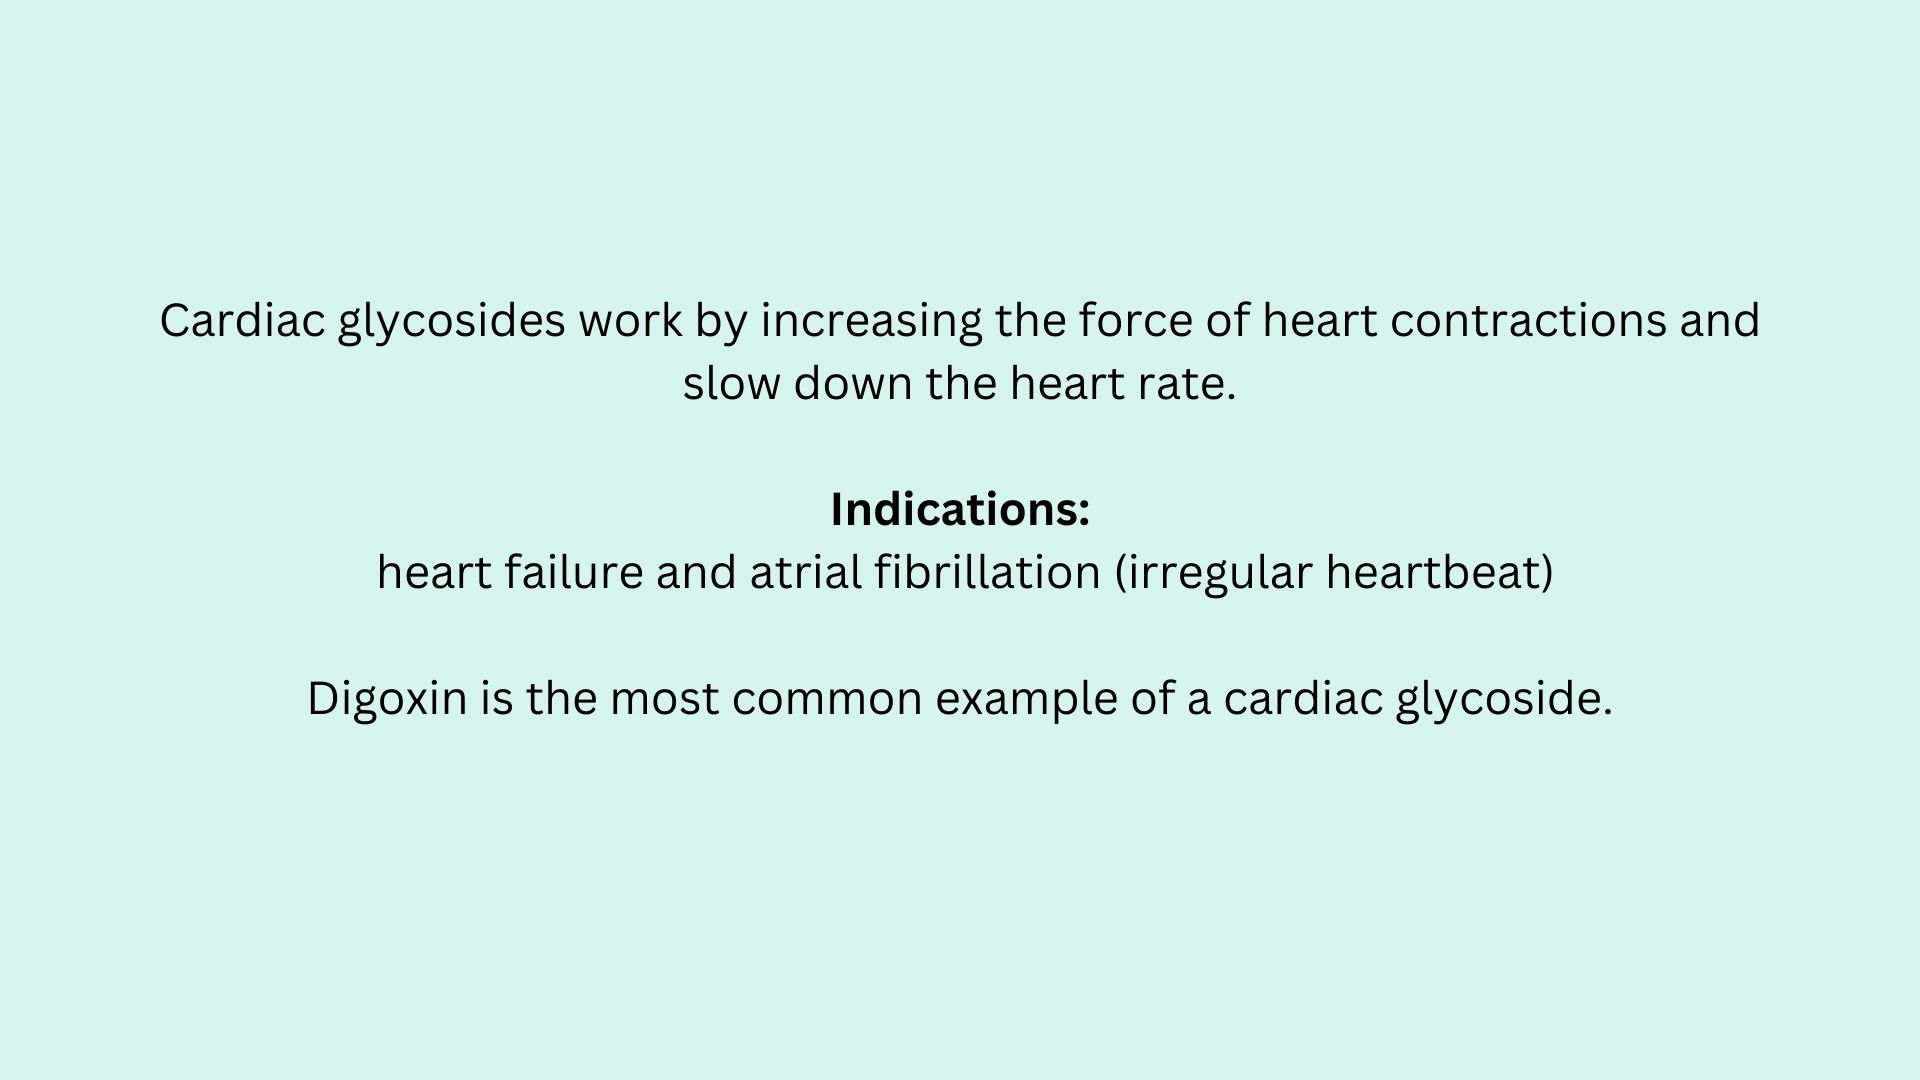 Cardiac glycosides work by increasing the force of heart contractions and
slow down the heart rate.
Indications:
heart failure and atrial fibrillation (irregular heartbeat)
Digoxin is the most common example of a cardiac glycoside.